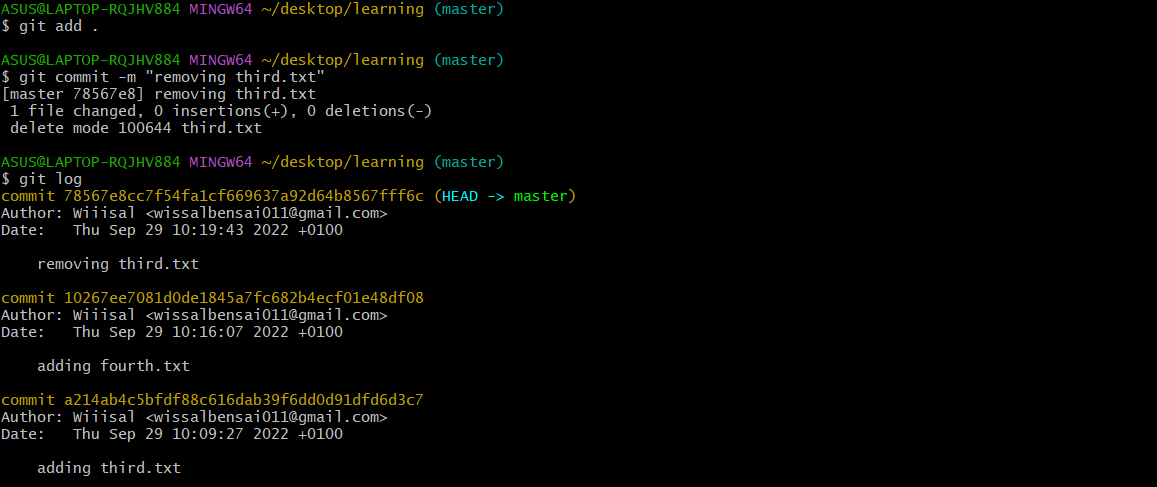 ASUS@LAPTOP-RQJHV884 MINGW64 ~/desktop/learning (master)
$ git add .
ASUS@LAPTOP-RQJHV884 MINGW64 ~/desktop/learning (master)
$ git commit -m "removing third.txt"
[master 78567e8] removing third.txt
 1 file changed, 0 insertions(+), 0 deletions(-)
 delete mode 100644 third.txt
ASUS@LAPTOP-RQJHV884 MINGW64 ~/desktop/learning (master)
$ git log
commit 78567e8cc7f54fa1cf669637a92d64b8567fff6c (HEAD -> master)
Author: Wiiisal <wissalbensai011@gmail.com>
Date:   Thu Sep 29 10:19:43 2022 +0100
    removing third.txt
commit 10267ee7081d0de1845a7fc682b4ecf01e48df08
Author: Wiiisal <wissalbensai011@gmail.com>
Date:   Thu Sep 29 10:16:07 2022 +0100
    adding fourth.txt
commit a214ab4c5bfdf88c616dab39f6dd0d91dfd6d3c7
Author: Wiiisal <wissalbensai011@gmail.com>
Date:   Thu Sep 29 10:09:27 2022 +0100
    adding third.txt